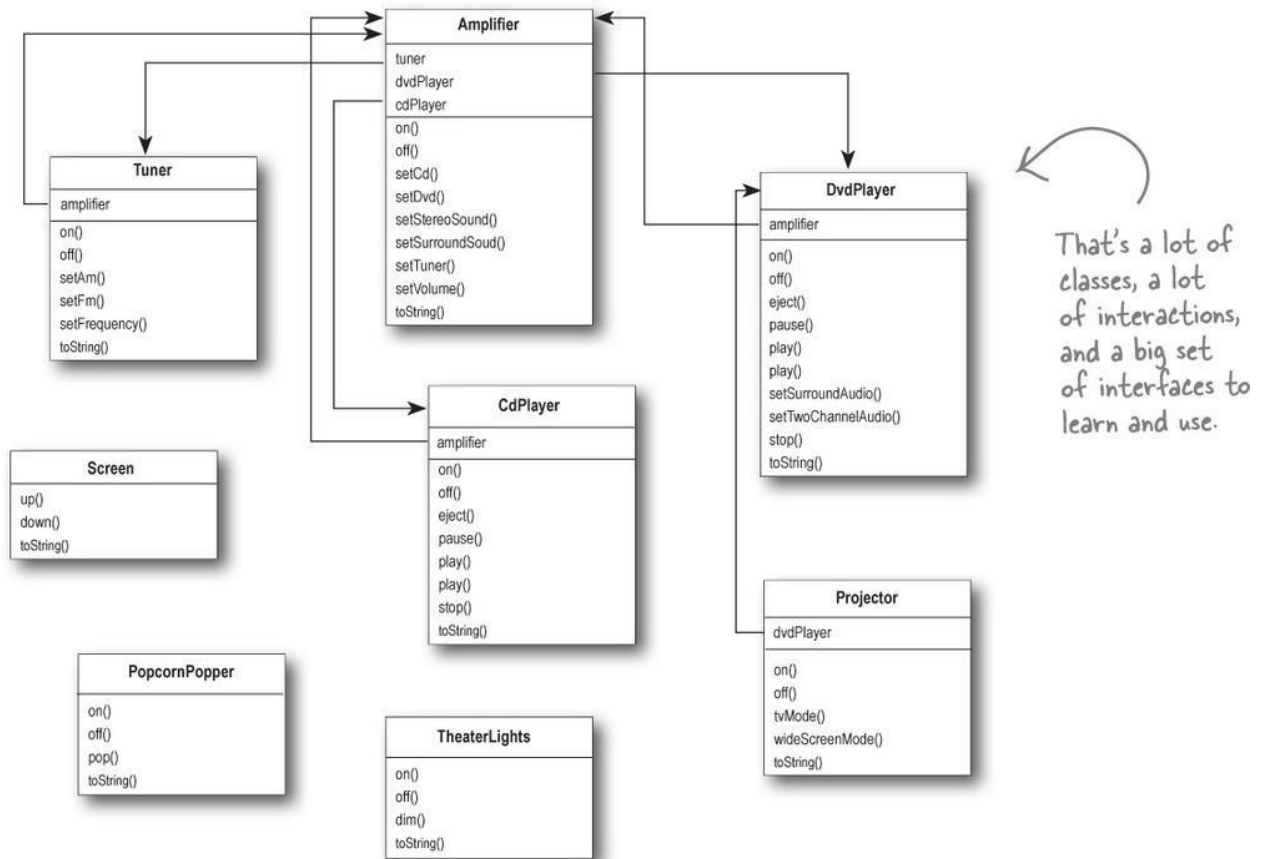 Amplifier
tuner
dvdPlayer
cdPlayer
on()
off()
setCd()
setDvd()
setStereoSound()
setSurroundSoud()
setTuner()
setVolume()
toString()
Tuner
amplifier
on()
off()
setAm()
setFm()
setFrequency()
toString()
DvdPlayer
amplifier
on()
off()
eject()
pause()
play()
play()
setSurroundAudio()
setTwoChannelAudio()
stop()
toString()
That's a lot of
classes, a lot
of interactions,
and a big set
of interfaces to
learn and use.
CdPlayer
amplifier
on()
off()
eject()
pause()
play()
play()
stop()
toString()
Screen
up()
down()
toString()
Projector
dvdPlayer
on()
off()
tvMode()
wideScreenMode()
toString()
PopcornPopper
on()
off()
pop()
toString()
TheaterLights
on()
off()
dim()
toString()